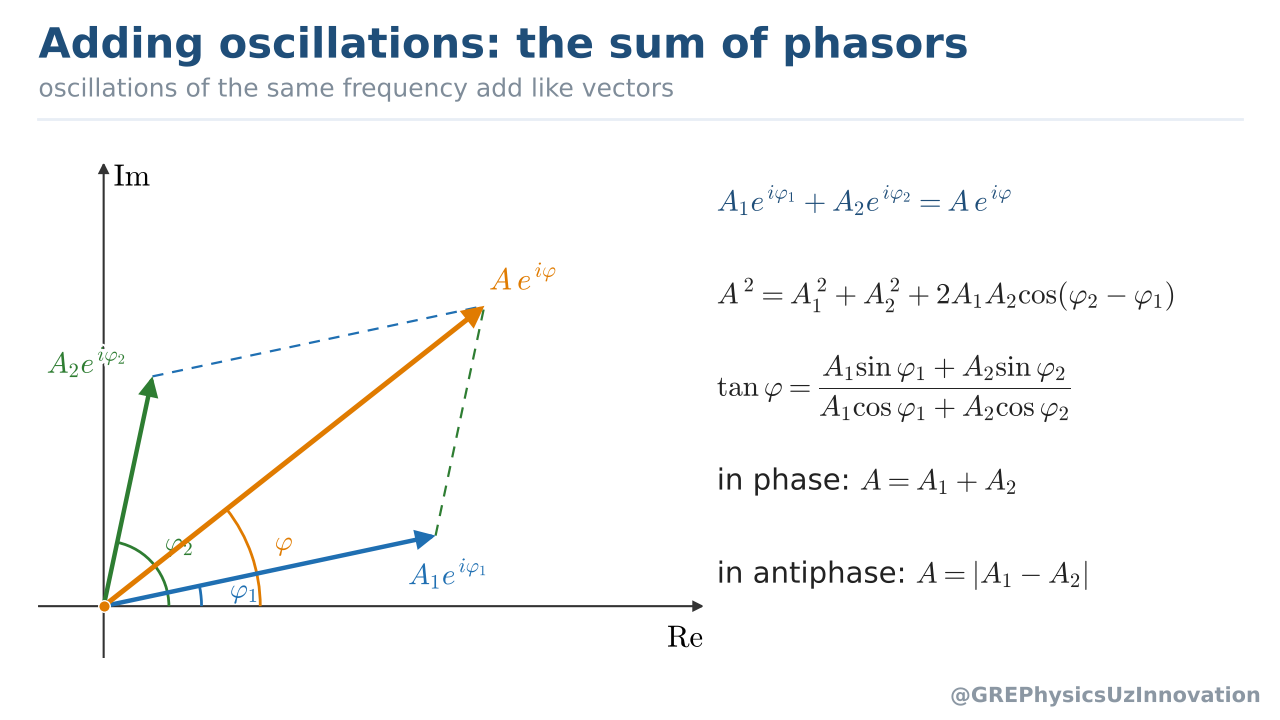 Adding oscillations: the sum of phasors
oscillations of the same frequency add like vectors
Im
A₁e^{iφ₁} + A₂e^{iφ₂} = A e^{iφ}
A e^{iφ}
A² = A₁² + A₂² + 2A₁A₂cos(φ₂ − φ₁)
A₂e^{iφ₂}
tan φ = (A₁sin φ₁ + A₂sin φ₂)/(A₁cos φ₁ + A₂cos φ₂)
in phase: A = A₁ + A₂
φ₂
φ
A₁e^{iφ₁}
in antiphase: A = |A₁ − A₂|
φ₁
Re
@GREPhysicsUzInnovation